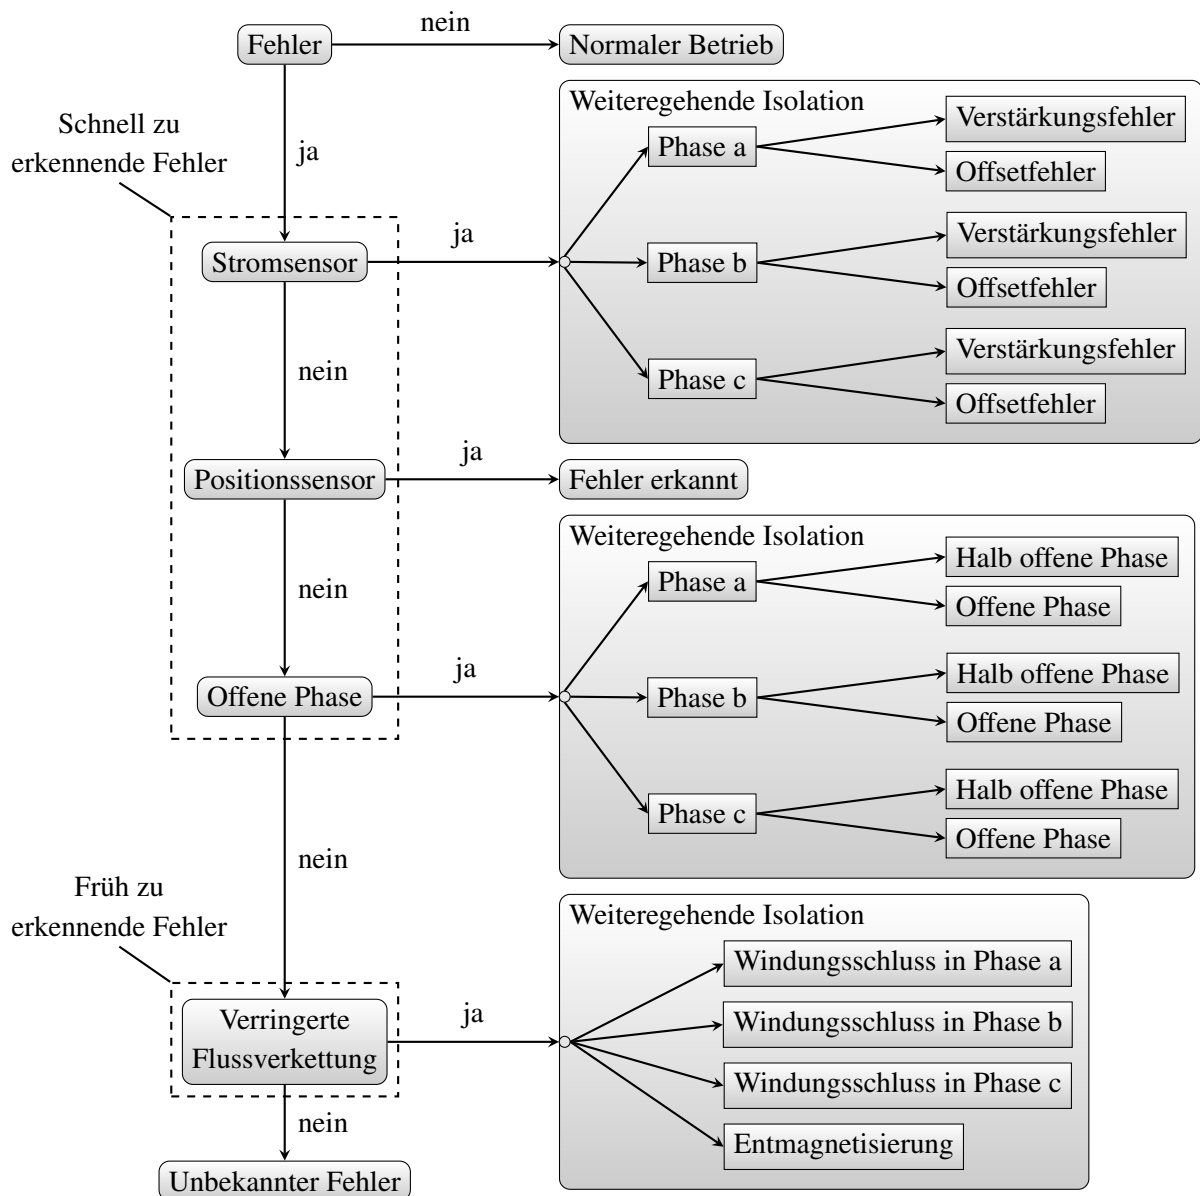 Fehler
nein
Normaler Betrieb
ja
Schnell zu
erkennende Fehler
Stromsensor
ja
Weiteregehende Isolation
Phase a
Verstärkungsfehler
Offsetfehler
Phase b
Verstärkungsfehler
Offsetfehler
Phase c
Verstärkungsfehler
Offsetfehler
nein
Positionssensor
ja
Fehler erkannt
nein
Offene Phase
ja
Weiteregehende Isolation
Phase a
Halb offene Phase
Offene Phase
Phase b
Halb offene Phase
Offene Phase
Phase c
Halb offene Phase
Offene Phase
nein
Früh zu
erkennende Fehler
Verringerte
Flussverkettung
ja
Weiteregehende Isolation
Windungsschluss in Phase a
Windungsschluss in Phase b
Windungsschluss in Phase c
Entmagnetisierung
nein
Unbekannter Fehler